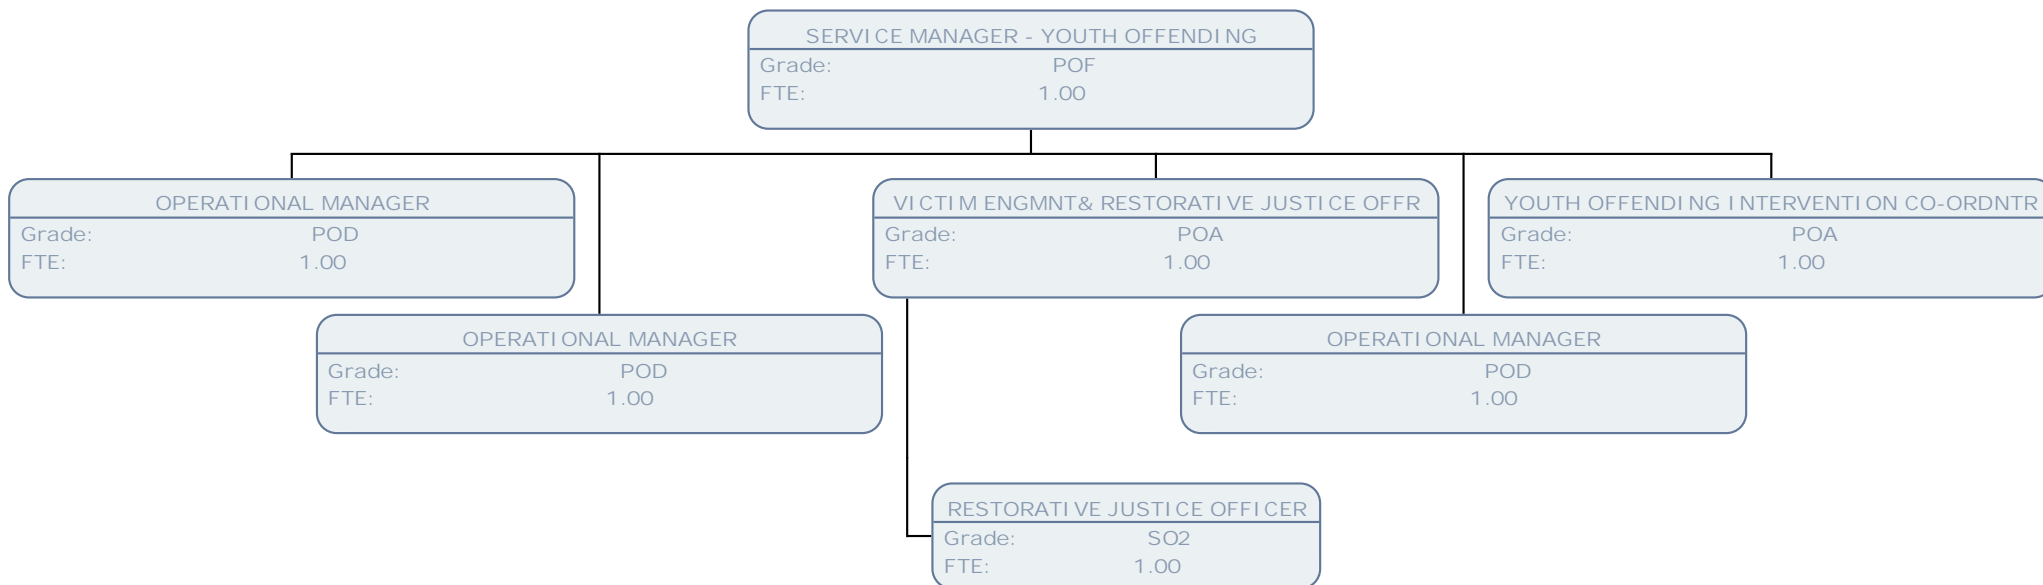 SERVICE MANAGER - YOUTH OFFENDING
Grade: POF
FTE: 1.00
OPERATIONAL MANAGER
Grade: POD
FTE: 1.00
VICTIM ENGMNT& RESTORATIVE JUSTICE OFFR
Grade: POA
FTE: 1.00
YOUTH OFFENDING INTERVENTION CO-ORDNTR
Grade: POA
FTE: 1.00
OPERATIONAL MANAGER
Grade: POD
FTE: 1.00
OPERATIONAL MANAGER
Grade: POD
FTE: 1.00
RESTORATIVE JUSTICE OFFICER
Grade: SO2
FTE: 1.00